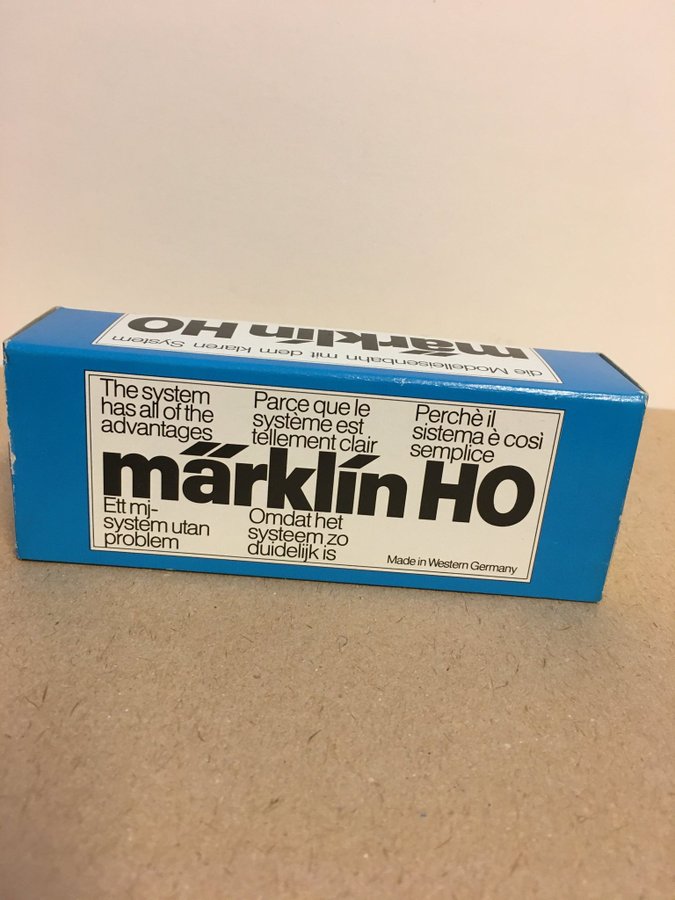 märklin HO
die Modelleisenbahn mit dem klaren System
The system
has all of the
advantages
Parce que le
système est
tellement clair
Perchè il
sistema è così
semplice
märklin HO
Ett mj-
system utan
problem
Omdat het
systeem zo
duidelijk is
Made in Western Germany